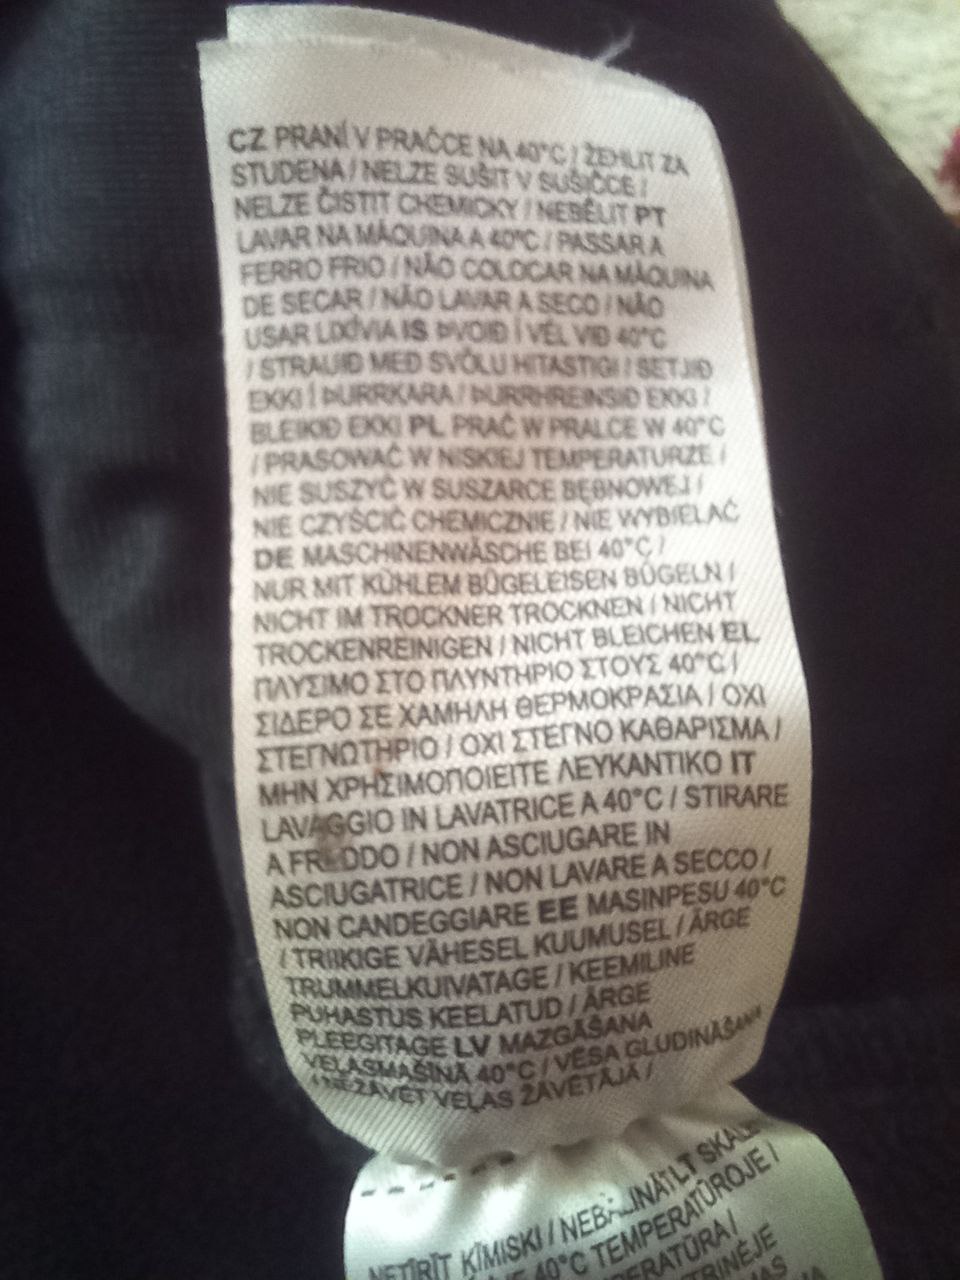 CZ PRANÍ V PRAČCE NA 40°C / ŽEHLIT ZA
STUDENA / NELZE SUŠIT V SUŠIČCE /
NELZE ČISTIT CHEMICKY / NEBĚLIT PT
LAVAR NA MÁQUINA A 40°C / PASSAR A
FERRO FRIO / NÃO COLOCAR NA MÁQUINA
DE SECAR / NÃO LAVAR A SECO / NÃO
USAR LIXÍVIA IS ÞVOIÐ Í VÉL VIÐ 40°C
/ STRAUIÐ MEÐ SVÖLU HITASTIGI / SETJIÐ
EKKI Í ÞURRKARA / ÞURRHREINSIÐ EKKI /
BLEIKIÐ EKKI PL PRAĆ W PRALCE W 40°C
/ PRASOWAĆ W NISKIEJ TEMPERATURZE /
NIE SUSZYĆ W SUSZARCE BĘBNOWEJ /
NIE CZYŚCIĆ CHEMICZNIE / NIE WYBIELAĆ
DE MASCHINENWÄSCHE BEI 40°C /
NUR MIT KÜHLEM BÜGELEISEN BÜGELN /
NICHT IM TROCKNER TROCKNEN / NICHT
TROCKENREINIGEN / NICHT BLEICHEN EL
ΠΛΥΣΙΜΟ ΣΤΟ ΠΛΥΝΤΗΡΙΟ ΣΤΟΥΣ 40°C /
ΣΙΔΕΡΟ ΣΕ ΧΑΜΗΛΗ ΘΕΡΜΟΚΡΑΣΙΑ / ΟΧΙ
ΣΤΕΓΝΩΤΗΡΙΟ / ΟΧΙ ΣΤΕΓΝΟ ΚΑΘΑΡΙΣΜΑ /
ΜΗΝ ΧΡΗΣΙΜΟΠΟΙΕΙΤΕ ΛΕΥΚΑΝΤΙΚΟ IT
LAVAGGIO IN LAVATRICE A 40°C / STIRARE
A FREDDO / NON ASCIUGARE IN
ASCIUGATRICE / NON LAVARE A SECCO /
NON CANDEGGIARE EE MASINPESU 40°C
/ TRIIKIGE VÄHESEL KUUMUSEL / ÄRGE
TRUMMELKUIVATAGE / KEEMILINE
PUHASTUS KEELATUD / ÄRGE
PLEEGITAGE LV MAZGĀŠANA
VEĻASMAŠĪNĀ 40°C / VĒSA GLUDINĀŠANA
/ NEŽĀVĒT VEĻAS ŽĀVĒTĀJĀ /
NETĪRĪT ĶĪMISKI / NEBALINĀT LT
40°C TEMPERATŪROJE /